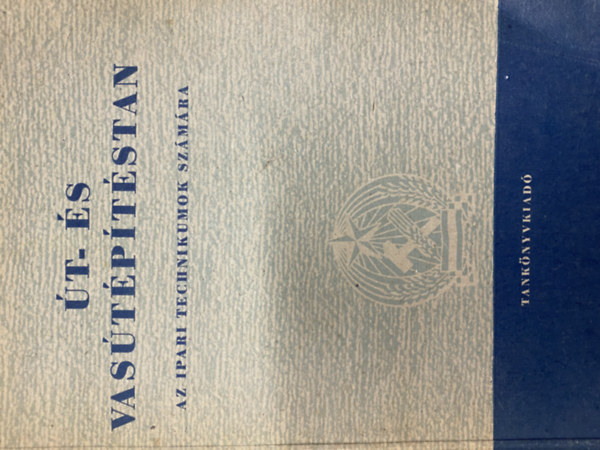 ÚT- ÉS
VASÚTÉPÍTÉSTAN
AZ IPARI TECHNIKUMOK SZÁMÁRA
TANKÖNYVKIADÓ